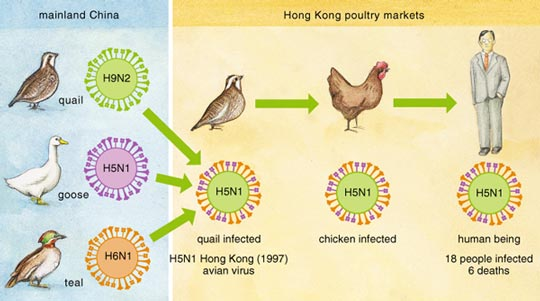 mainland China
Hong Kong poultry markets
H9N2
quail
H5N1
goose
H6N1
teal
H5N1
H5N1
H5N1
quail infected
chicken infected
human being
H5N1 Hong Kong (1997)
avian virus
18 people infected
6 deaths